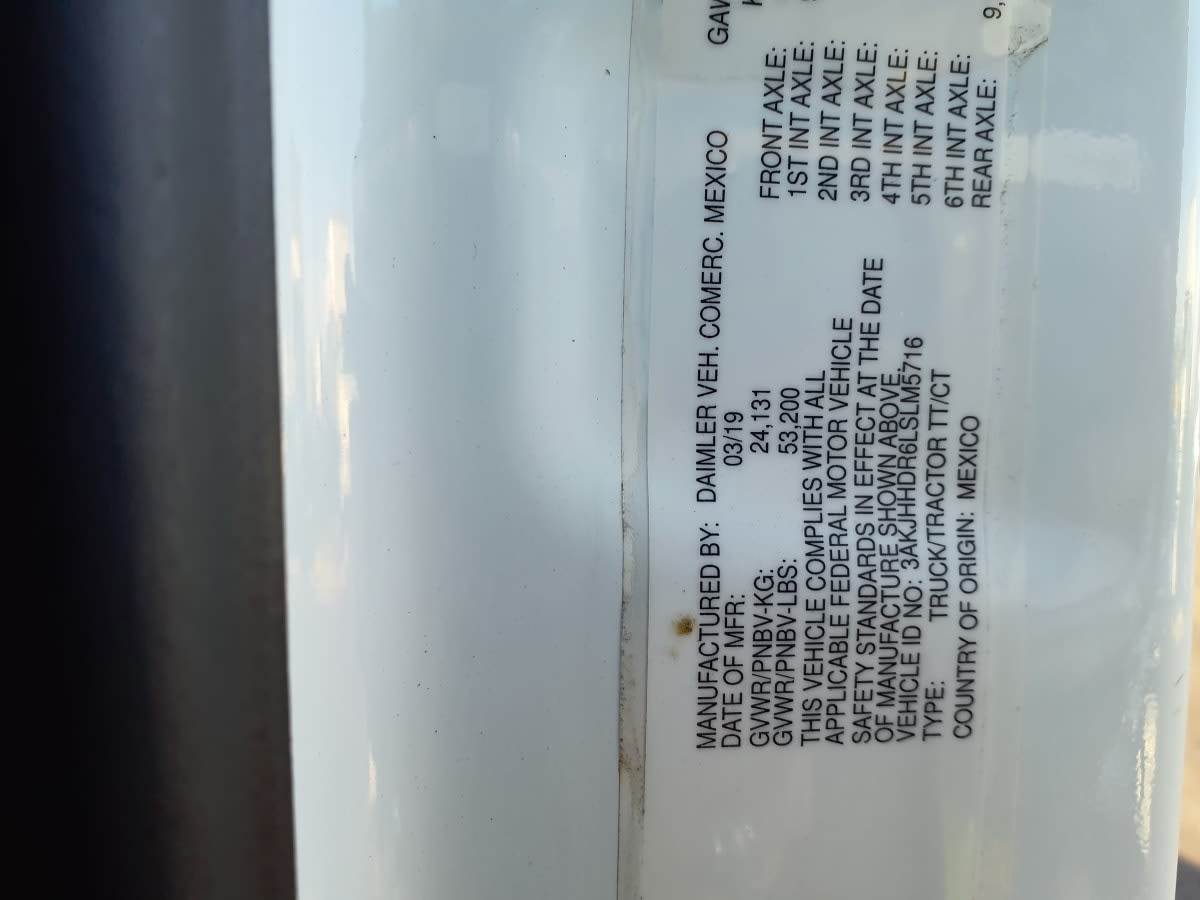 MANUFACTURED BY: DAIMLER VEH. COMERC. MEXICO
DATE OF MFR: 03/19
GVWR/PNBV-KG: 24,131
GVWR/PNBV-LBS: 53,200
THIS VEHICLE COMPLIES WITH ALL
APPLICABLE FEDERAL MOTOR VEHICLE
SAFETY STANDARDS IN EFFECT AT THE DATE
OF MANUFACTURE SHOWN ABOVE.
VEHICLE ID NO: 3AKJHHDR6LSLM5716
TYPE: TRUCK/TRACTOR TT/CT
COUNTRY OF ORIGIN: MEXICO
FRONT AXLE:
1ST INT AXLE:
2ND INT AXLE:
3RD INT AXLE:
4TH INT AXLE:
5TH INT AXLE:
6TH INT AXLE:
REAR AXLE: 9,